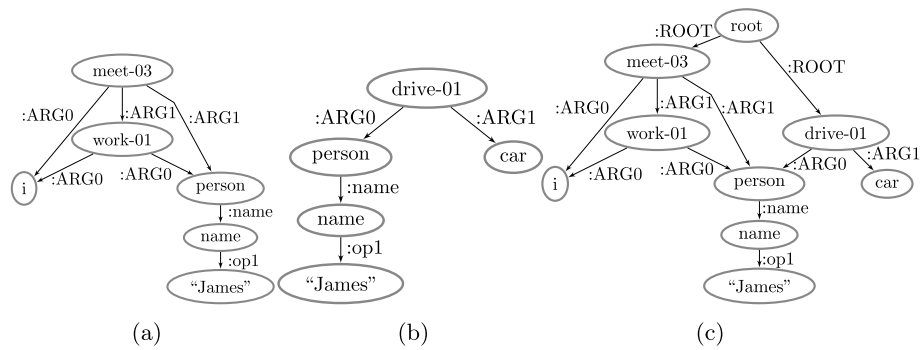 meet-03
:ARG0
:ARG1
:ARG1
work-01
:ARG0
:ARG0
i
person
:name
name
:op1
“James”
(a)
drive-01
:ARG0
:ARG1
person
car
:name
name
:op1
“James”
(b)
root
:ROOT
meet-03
:ROOT
:ARG0
:ARG1
:ARG1
work-01
drive-01
:ARG0
:ARG0
:ARG0
:ARG1
i
person
car
:name
name
:op1
“James”
(c)